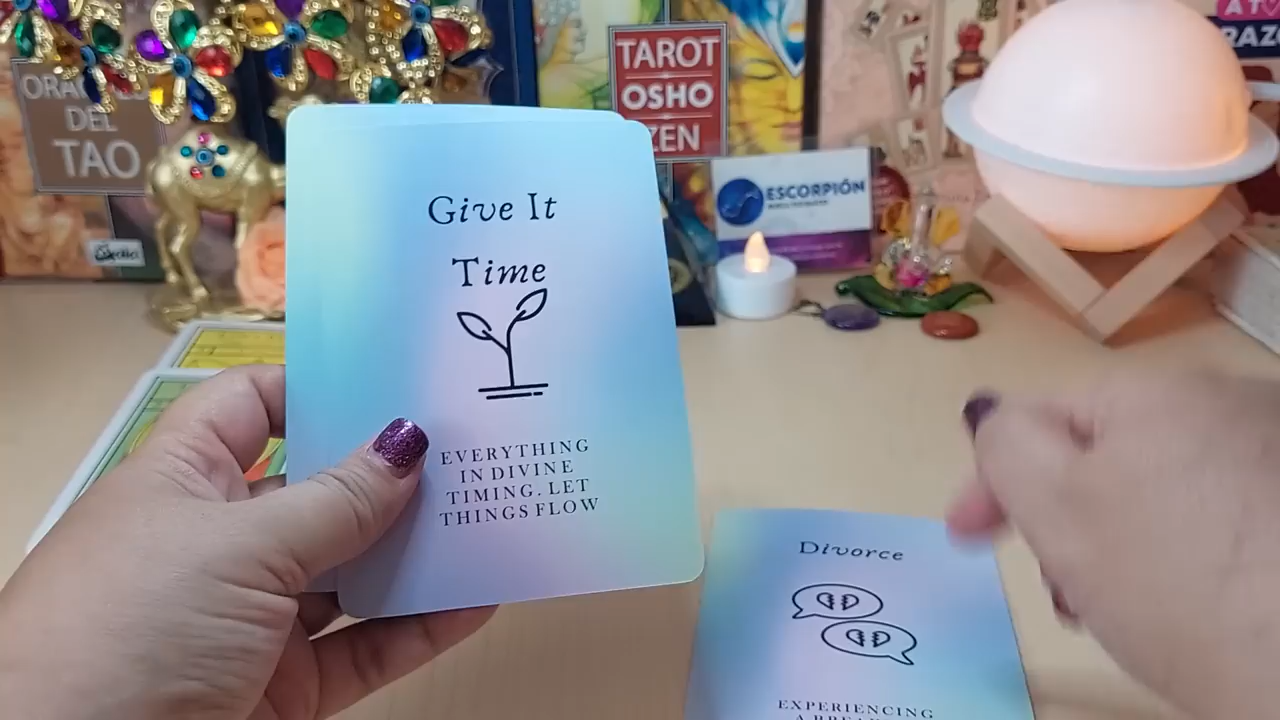 ORACULO
DEL
TAO
TAROT
OSHO
ZEN
ESCORPIÓN
Give It
Time
EVERYTHING
IN DIVINE
TIMING. LET
THINGS FLOW
Divorce
EXPERIENCING